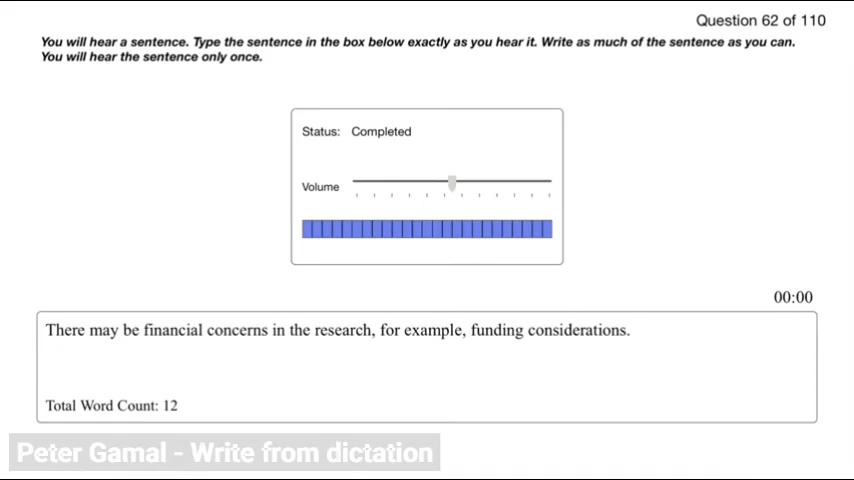 Question 62 of 110
You will hear a sentence. Type the sentence in the box below exactly as you hear it. Write as much of the sentence as you can.
You will hear the sentence only once.
Status: Completed
Volume
00:00
There may be financial concerns in the research, for example, funding considerations.
Total Word Count: 12
Peter Gamal - Write from dictation